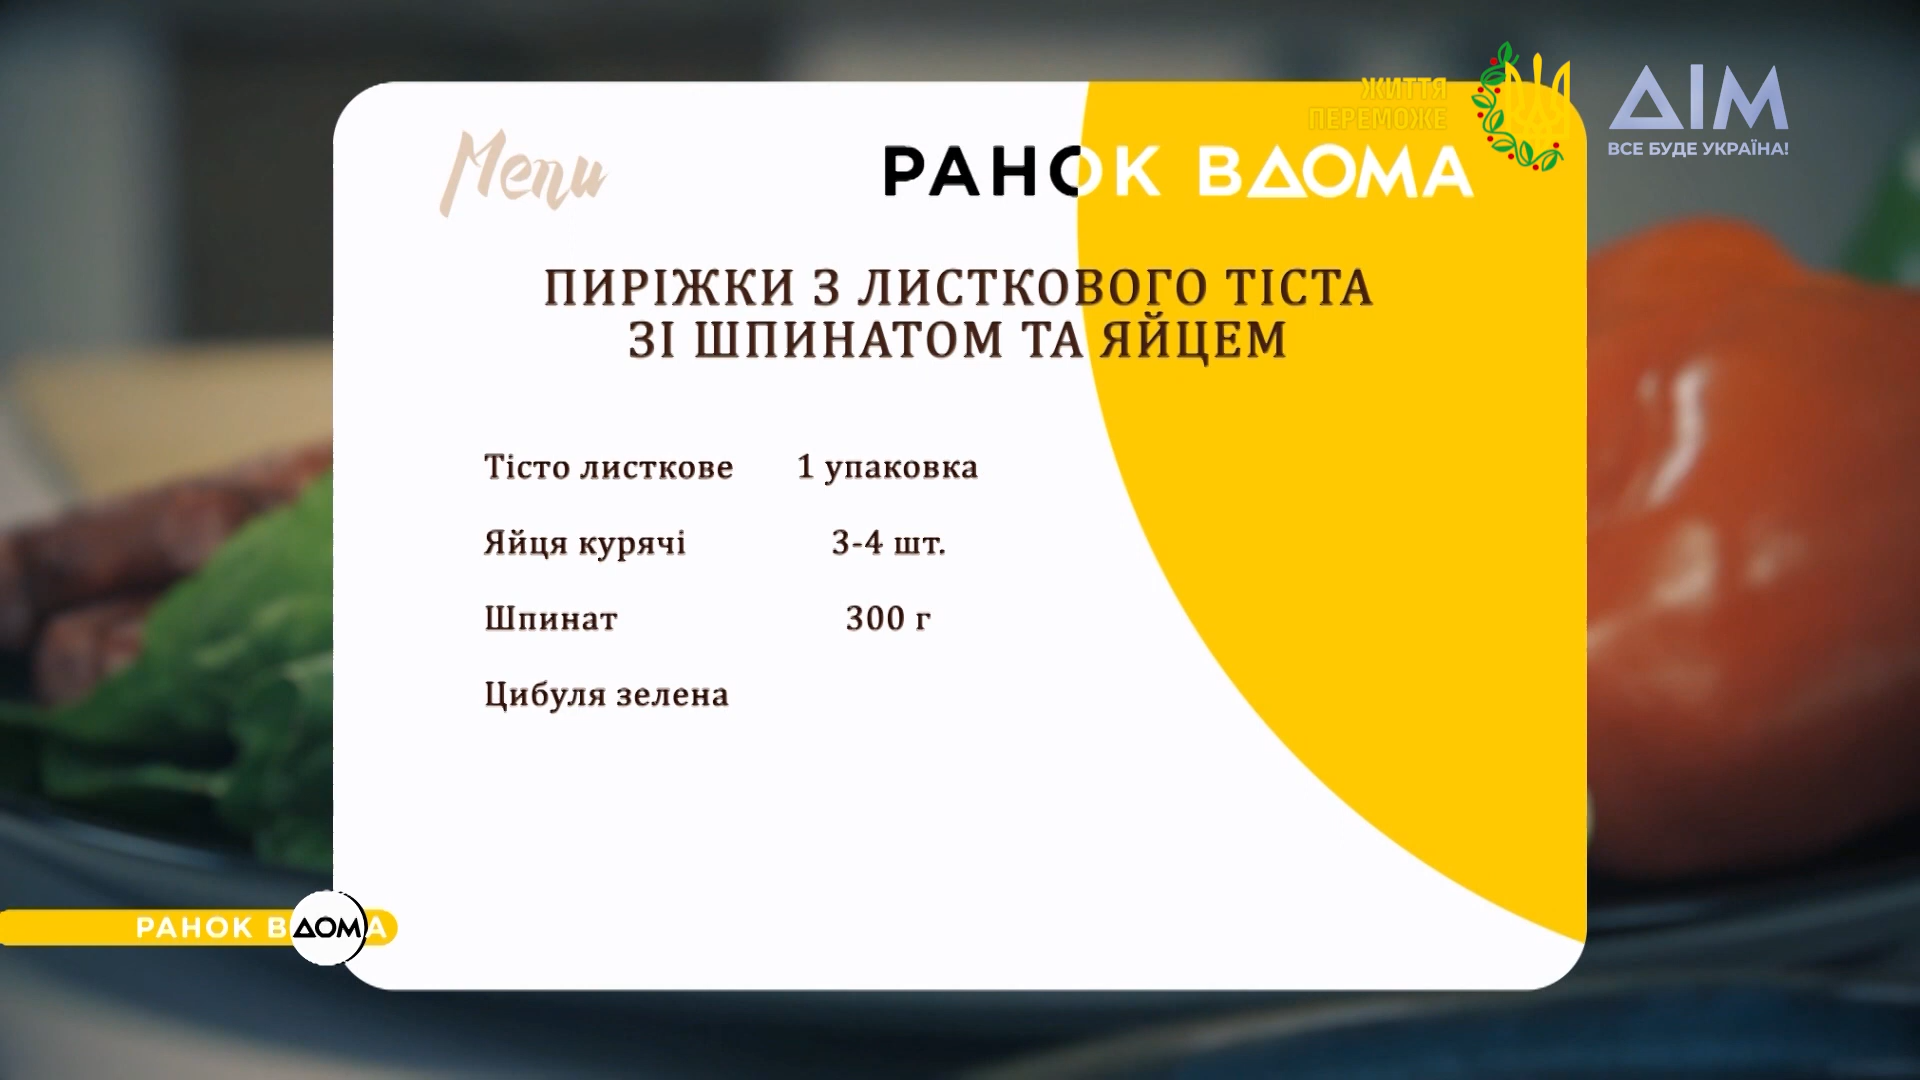 ЖИТТЯ
ПЕРЕМОЖЕ
ДІМ
ВСЕ БУДЕ УКРАЇНА!
Menu
РАНОК ВДОМА
ПИРІЖКИ З ЛИСТКОВОГО ТІСТА
ЗІ ШПИНАТОМ ТА ЯЙЦЕМ
Тісто листкове 1 упаковка
Яйця курячі 3-4 шт.
Шпинат 300 г
Цибуля зелена
РАНОК ВДОМА